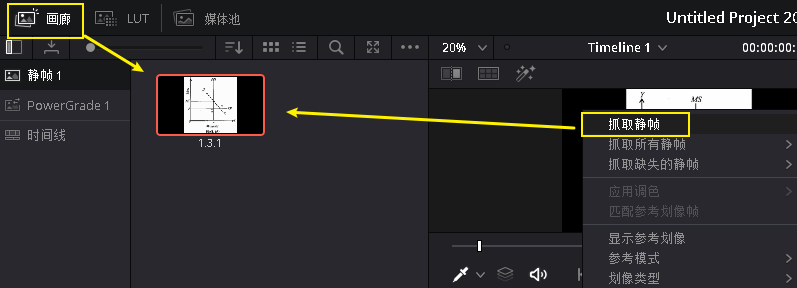 画廊 LUT 媒体池 Untitled Project 20
20% Timeline 1 00:00:00:
静帧 1
PowerGrade 1
时间线
1.3.1
Y MS
抓取静帧
抓取所有静帧
抓取缺失的静帧
应用调色
匹配参考划像帧
显示参考划像
参考模式
划像类型